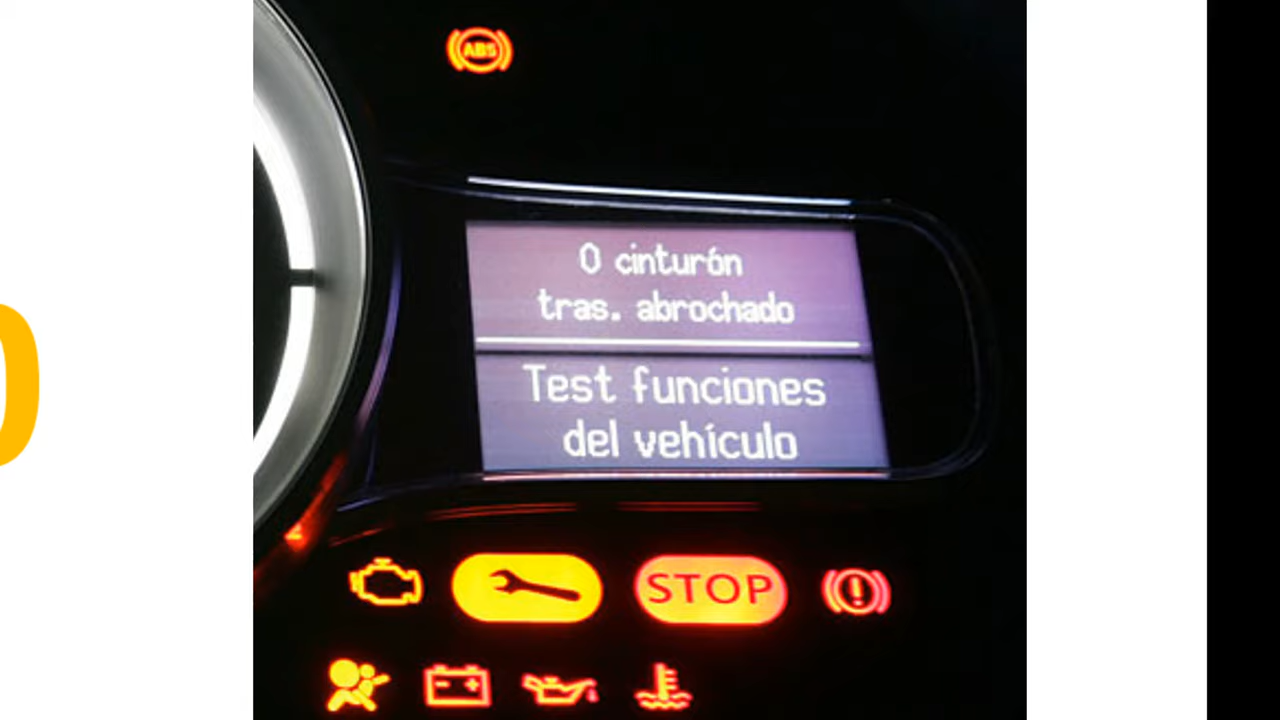 ABS
0 cinturón
tras. abrochado
Test funciones
del vehículo
STOP